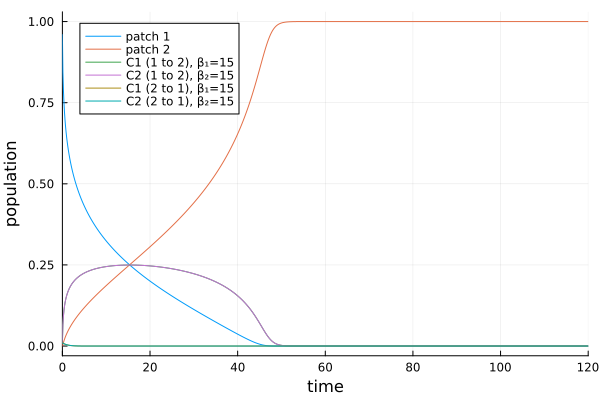 1.00
patch 1
patch 2
C1 (1 to 2), β₁=15
C2 (1 to 2), β₂=15
C1 (2 to 1), β₁=15
C2 (2 to 1), β₂=15
0.75
population
0.50
0.25
0.00
0 20 40 60 80 100 120
time